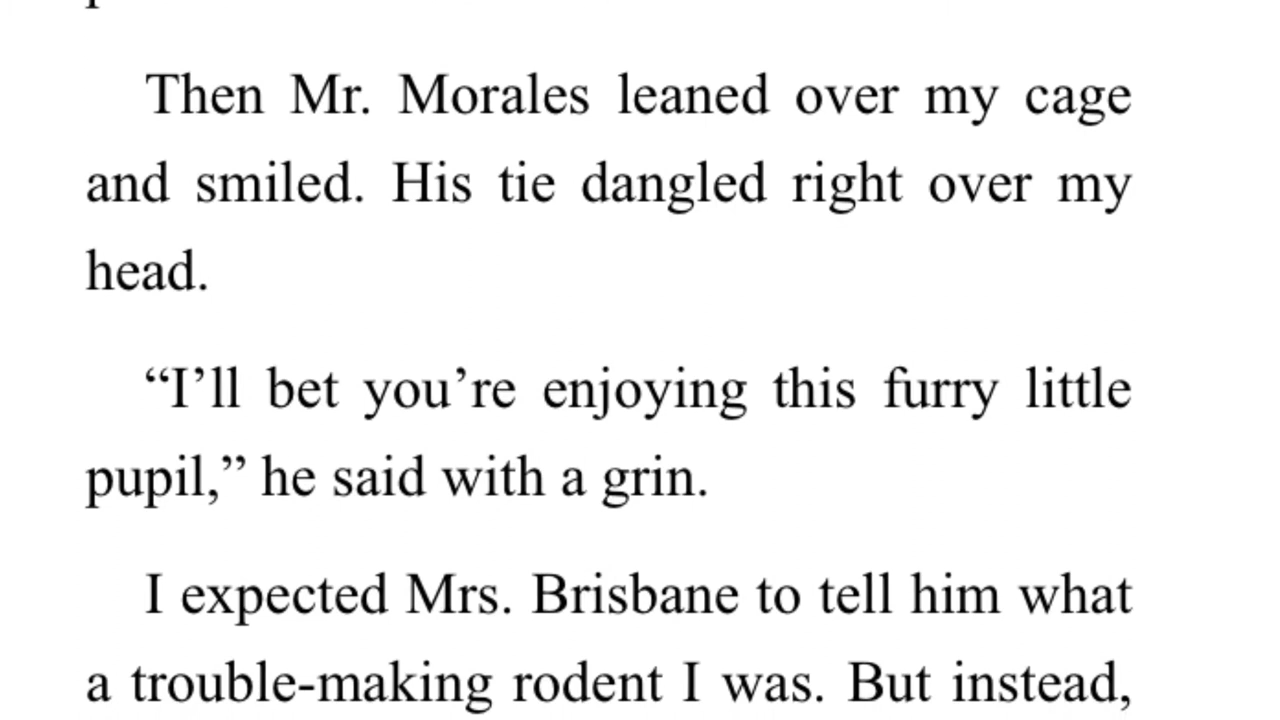 Then Mr. Morales leaned over my cage
and smiled. His tie dangled right over my
head.
“I’ll bet you’re enjoying this furry little
pupil,” he said with a grin.
I expected Mrs. Brisbane to tell him what
a trouble-making rodent I was. But instead,